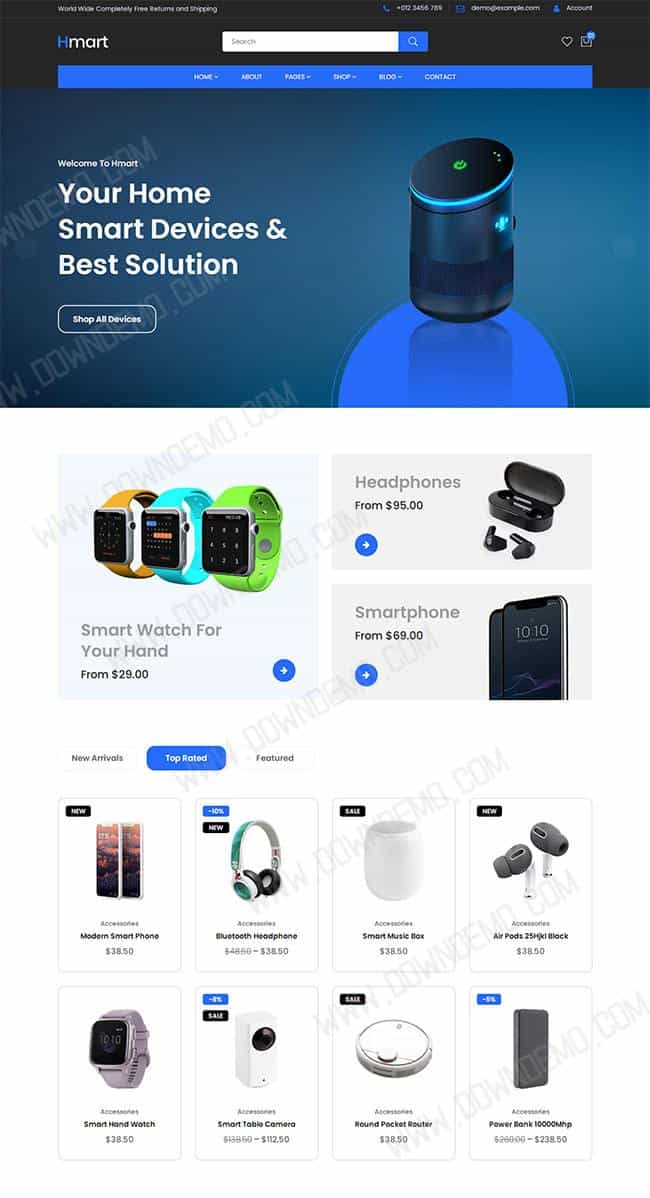 World Wide Completely Free Returns and Shipping
+012 3456 789
demo@example.com
Account
Hmart
Search
HOME
ABOUT
PAGES
SHOP
BLOG
CONTACT
Welcome To Hmart
Your Home
Smart Devices &
Best Solution
Shop All Devices
Smart Watch For
Your Hand
From $29.00
Headphones
From $95.00
Smartphone
From $69.00
10:10
New Arrivals
Top Rated
Featured
NEW
Accessories
Modern Smart Phone
$38.50
-10%
NEW
Accessories
Bluetooth Headphone
$48.50 – $38.50
SALE
Accessories
Smart Music Box
$38.50
NEW
Accessories
Air Pods 25Hjkl Black
$38.50
Accessories
Smart Hand Watch
$38.50
-8%
SALE
Accessories
Smart Table Camera
$138.50 – $112.50
SALE
Accessories
Round Pocket Router
$38.50
-5%
Accessories
Power Bank 10000Mhp
$260.00 – $238.50
WWW.DOWNDEMO.COM